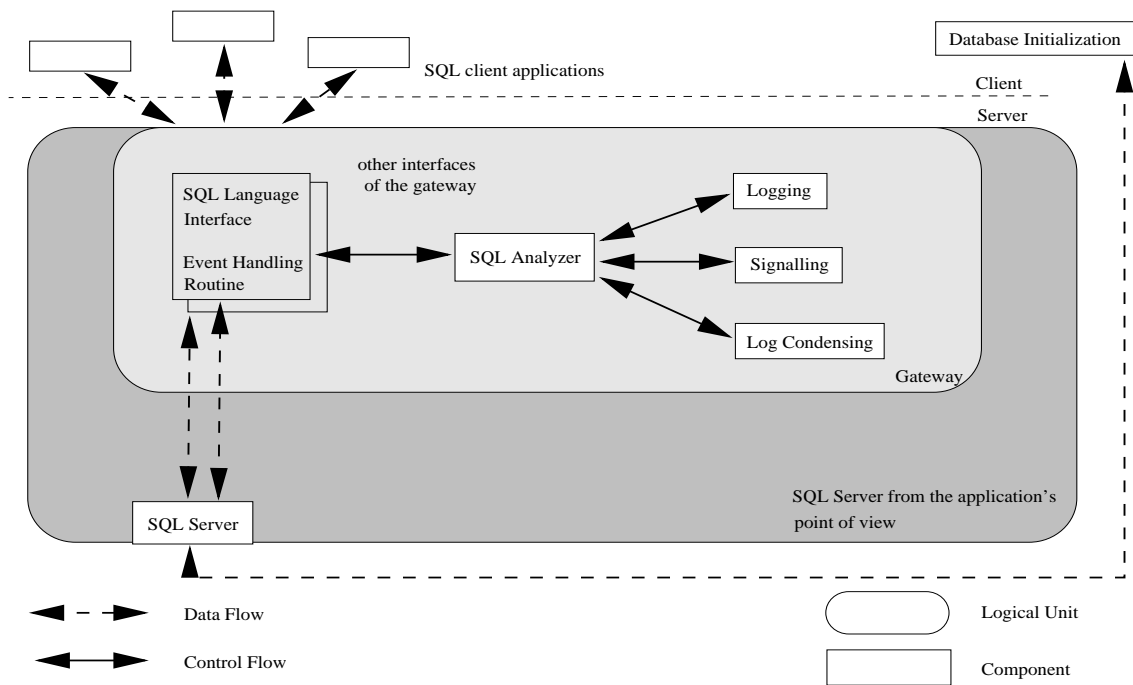 Database Initialization
SQL client applications
Client
Server
other interfaces
of the gateway
SQL Language
Interface
Event Handling
Routine
SQL Analyzer
Logging
Signalling
Log Condensing
Gateway
SQL Server from the application's
point of view
SQL Server
Data Flow
Logical Unit
Control Flow
Component